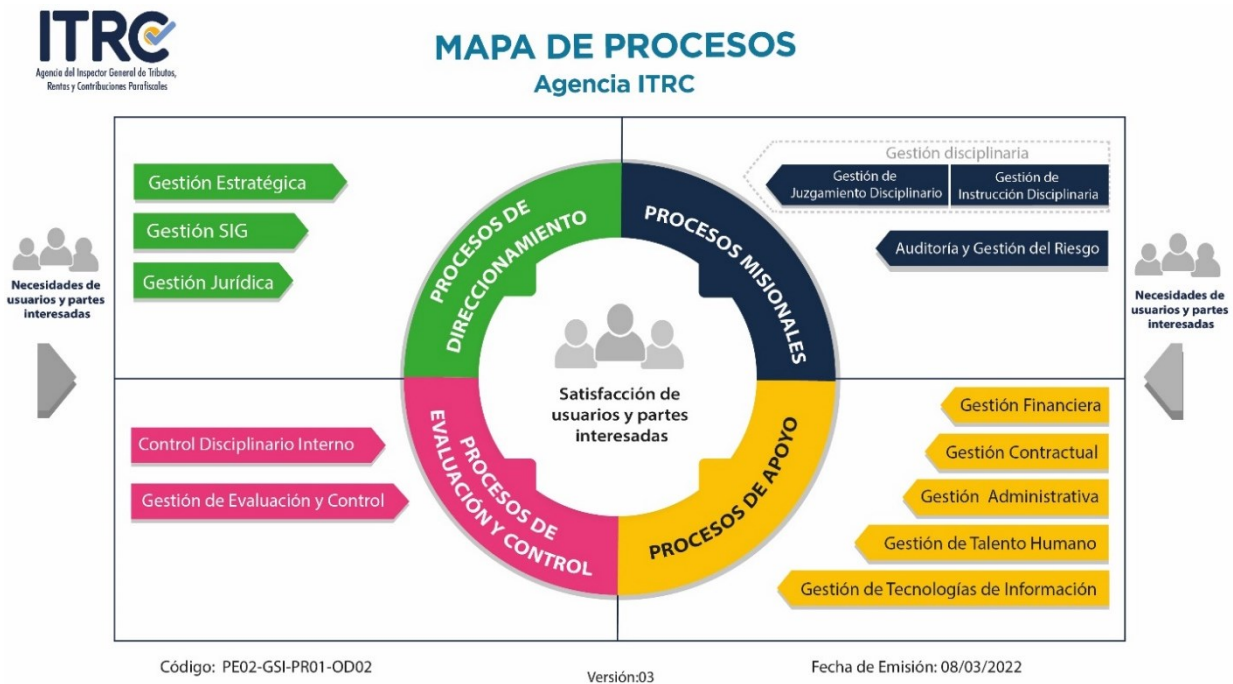 ITRC
Agencia del Inspector General de Tributos,
Rentas y Contribuciones Parafiscales
MAPA DE PROCESOS
Agencia ITRC
Gestión Estratégica
Gestión SIG
Gestión Jurídica
PROCESOS DE
DIRECCIONAMIENTO
PROCESOS MISIONALES
Gestión disciplinaria
Gestión de
Juzgamiento Disciplinario
Gestión de
Instrucción Disciplinaria
Auditoría y Gestión del Riesgo
Necesidades de
usuarios y partes
interesadas
Necesidades de
usuarios y partes
interesadas
Satisfacción de
usuarios y partes
interesadas
Control Disciplinario Interno
Gestión de Evaluación y Control
PROCESOS DE
EVALUACIÓN Y CONTROL
PROCESOS DE APOYO
Gestión Financiera
Gestión Contractual
Gestión Administrativa
Gestión de Talento Humano
Gestión de Tecnologías de Información
Código: PE02-GSI-PR01-OD02
Versión:03
Fecha de Emisión: 08/03/2022